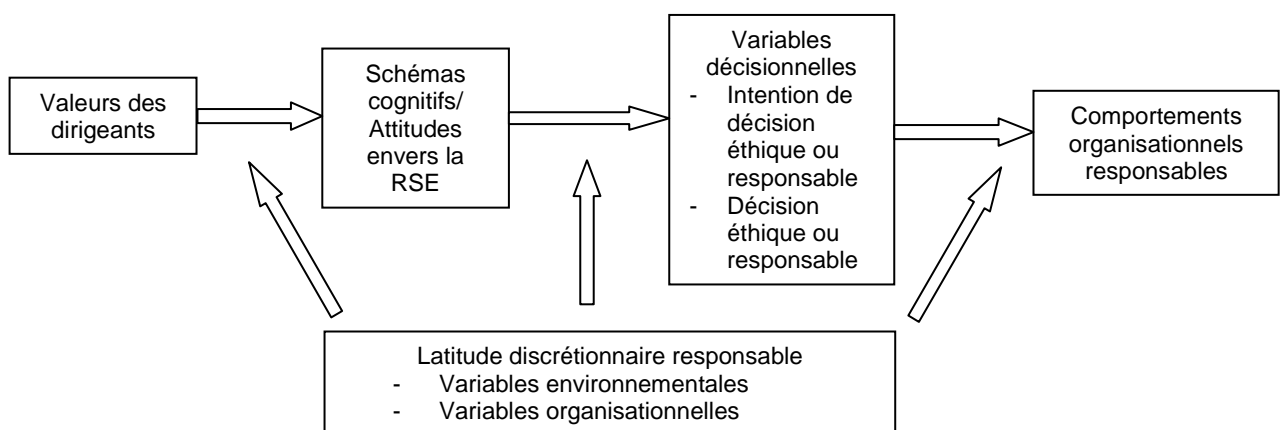 Valeurs des
dirigeants
Schémas
cognitifs/
Attitudes
envers la
RSE
Variables
décisionnelles
- Intention de
décision
éthique ou
responsable
- Décision
éthique ou
responsable
Comportements
organisationnels
responsables
Latitude discrétionnaire responsable
- Variables environnementales
- Variables organisationnelles